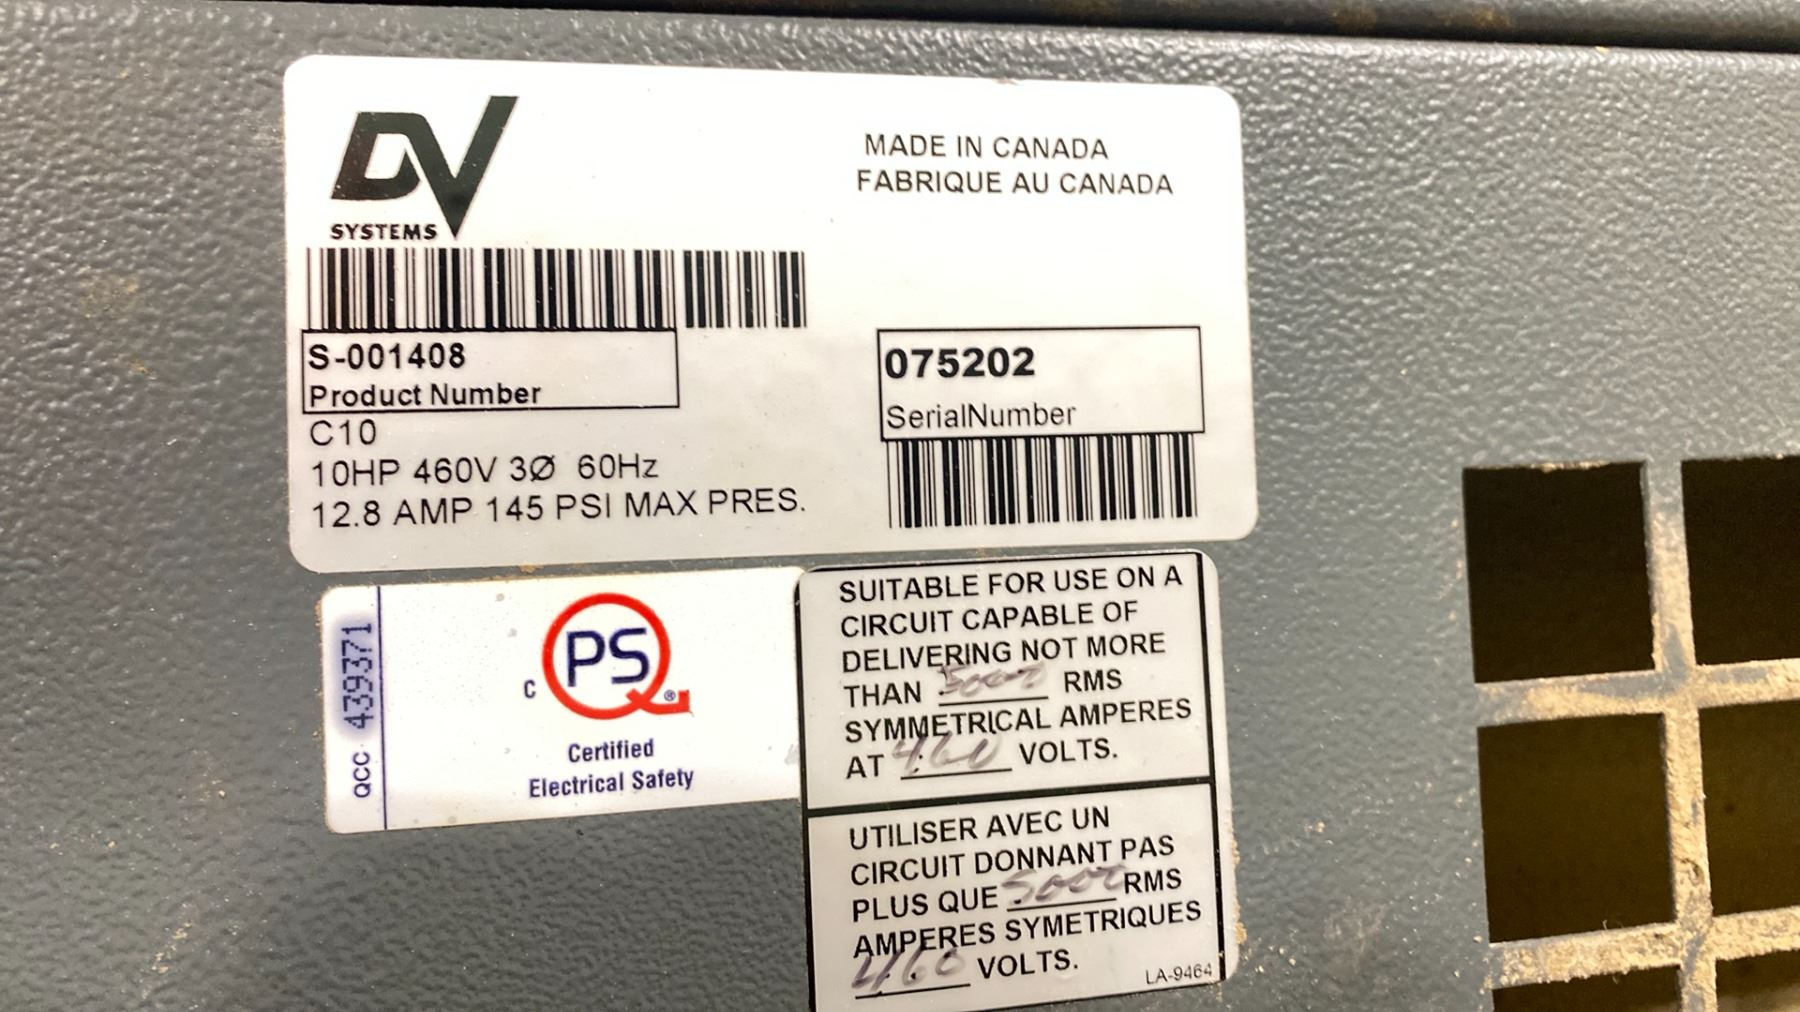 DV
SYSTEMS
MADE IN CANADA
FABRIQUE AU CANADA
S-001408
Product Number
C10
10HP 460V 3Ø 60Hz
12.8 AMP 145 PSI MAX PRES.
075202
SerialNumber
QCC 439371
C PSQ®
Certified
Electrical Safety
SUITABLE FOR USE ON A
CIRCUIT CAPABLE OF
DELIVERING NOT MORE
THAN 5000 RMS
SYMMETRICAL AMPERES
AT 460 VOLTS.
UTILISER AVEC UN
CIRCUIT DONNANT PAS
PLUS QUE 5000 RMS
AMPERES SYMETRIQUES
460 VOLTS.
LA-9464